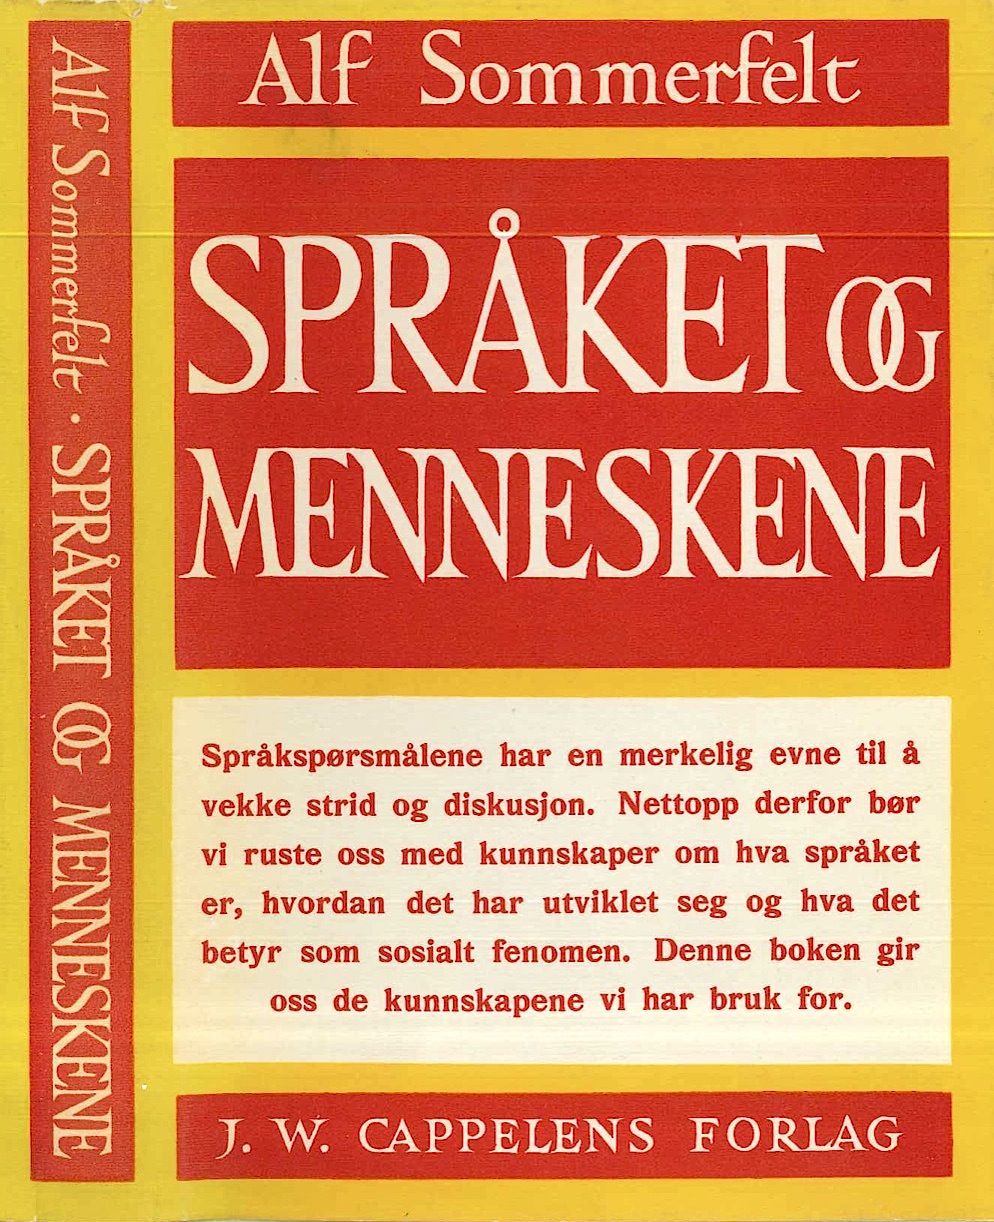 Alf Sommerfelt · SPRÅKET OG MENNESKENE
Alf Sommerfelt
SPRÅKET OG
MENNESKENE
Språkspørsmålene har en merkelig evne til å
vekke strid og diskusjon. Nettopp derfor bør
vi ruste oss med kunnskaper om hva språket
er, hvordan det har utviklet seg og hva det
betyr som sosialt fenomen. Denne boken gir
oss de kunnskapene vi har bruk for.
J. W. CAPPELENS FORLAG